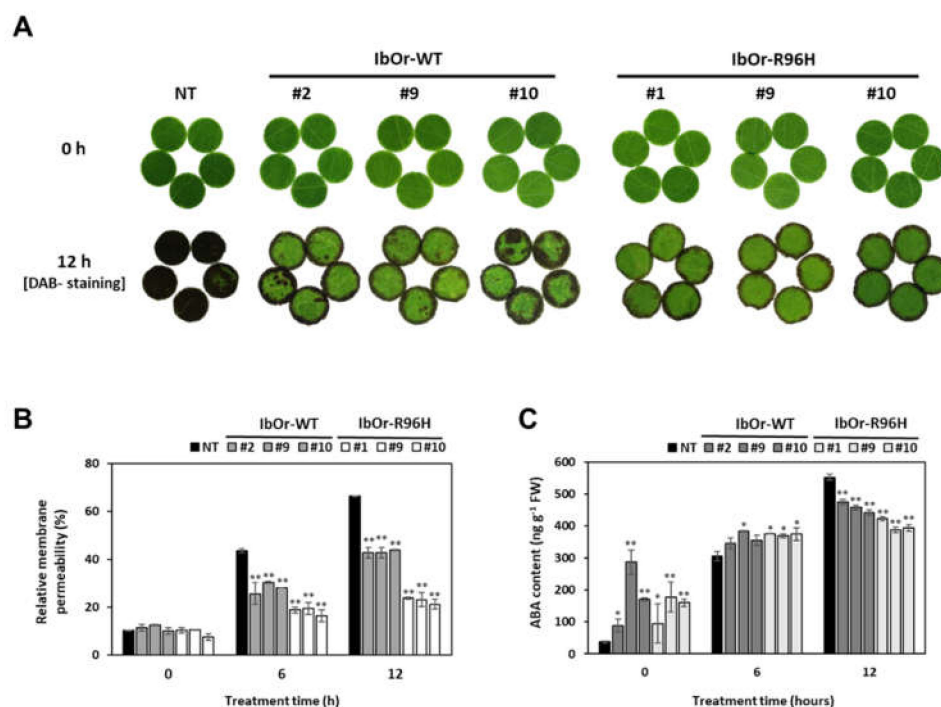 A
IbOr-WT
IbOr-R96H
NT
#2
#9
#10
#1
#9
#10
0 h
12 h
[DAB- staining]
B
IbOr-WT
IbOr-R96H
NT #2 #9 #10 #1 #9 #10
Relative membrane
permeability (%)
80
60
40
20
0
** ** ** ** ** **
** ** ** ** ** **
0 6 12
Treatment time (h)
C
IbOr-WT
IbOr-R96H
NT #2 #9 #10 #1 #9 #10
ABA content (ng g⁻¹ FW)
600
500
400
300
200
100
0
* ** ** * ** **
* * * *
** ** ** ** ** **
0 6 12
Treatment time (hours)